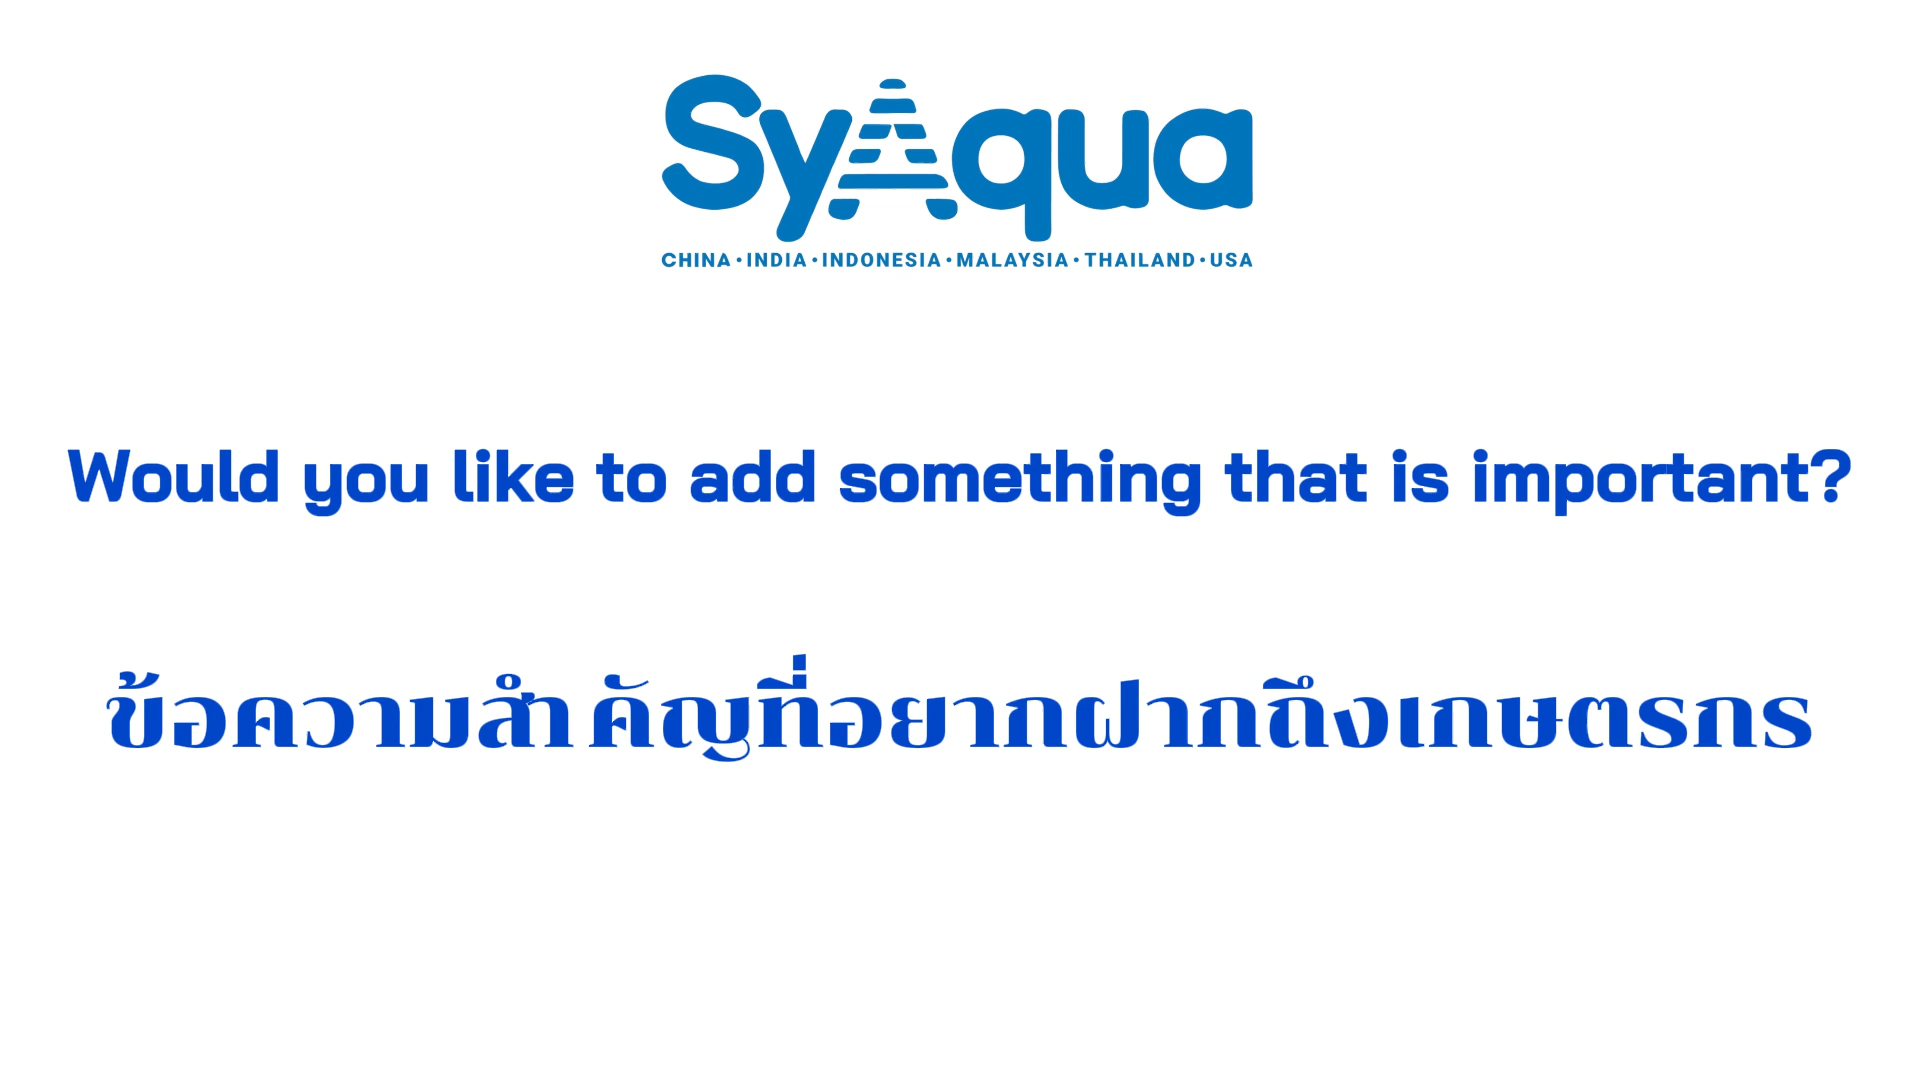 SyAqua
CHINA • INDIA • INDONESIA • MALAYSIA • THAILAND • USA
Would you like to add something that is important?
ข้อความสำคัญที่อยากฝากถึงเกษตรกร